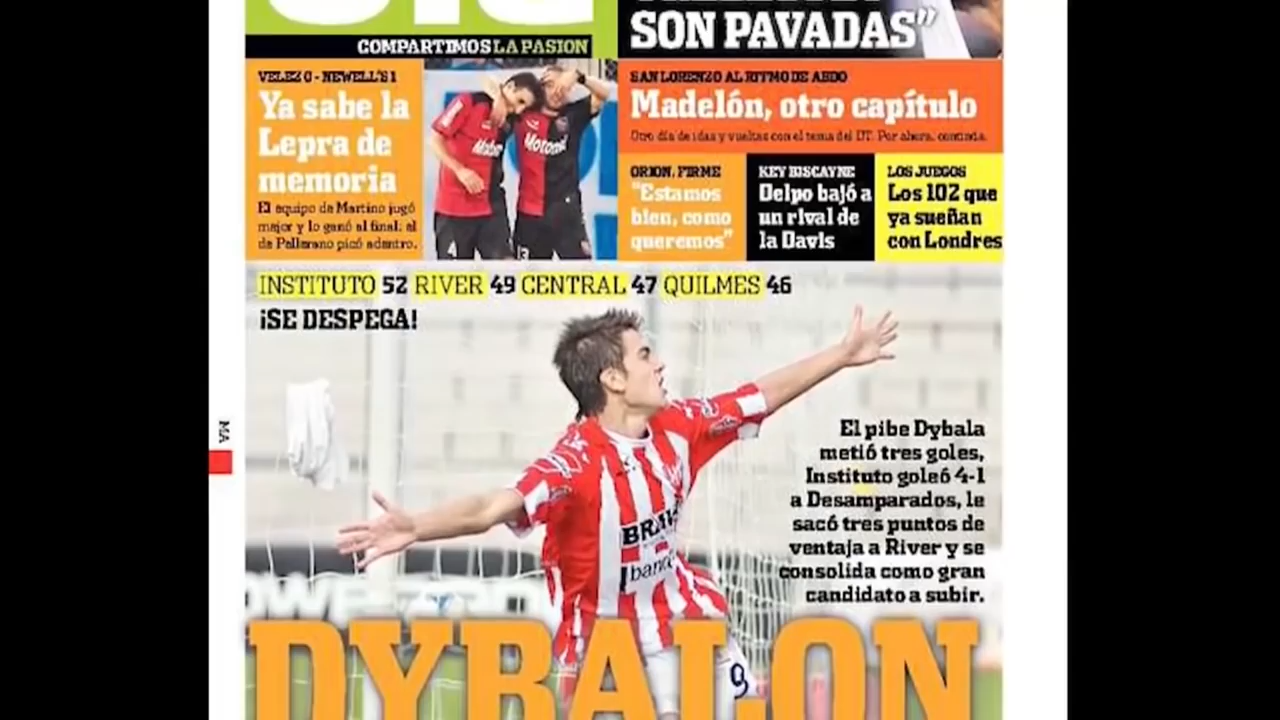 COMPARTIMOS LA PASION
SON PAVADAS”
VELEZ 0 - NEWELL'S 1
Ya sabe la
Lepra de
memoria
El equipo de Martino jugó
mejor y lo ganó al final: el
de Pellerano picó adentro.
SAN LORENZO AL RITMO DE ABDO
Madelón, otro capítulo
Otro día de idas y vueltas con el tema del DT. Por ahora, continúa.
ORION, FIRME
“Estamos
bien, como
queremos”
KEY BISCAYNE
Delpo bajó a
un rival de
la Davis
LOS JUEGOS
Los 102 que
ya sueñan
con Londres
INSTITUTO 52 RIVER 49 CENTRAL 47 QUILMES 46
¡SE DESPEGA!
MA
El pibe Dybala
metió tres goles,
Instituto goleó 4-1
a Desamparados, le
sacó tres puntos de
ventaja a River y se
consolida como gran
candidato a subir.
BRAVA
banco
9
DYBALON